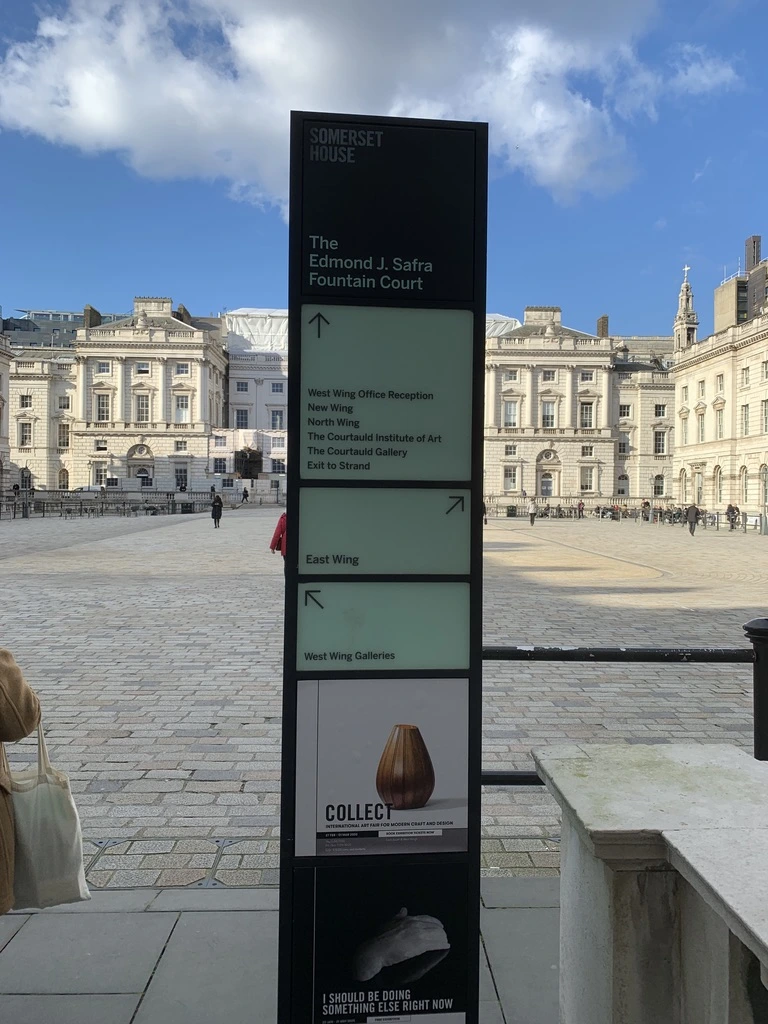 SOMERSET
HOUSE
The
Edmond J. Safra
Fountain Court
West Wing Office Reception
New Wing
North Wing
The Courtauld Institute of Art
The Courtauld Gallery
Exit to Strand
East Wing
West Wing Galleries
COLLECT
INTERNATIONAL ART FAIR FOR MODERN CRAFT AND DESIGN
I SHOULD BE DOING
SOMETHING ELSE RIGHT NOW